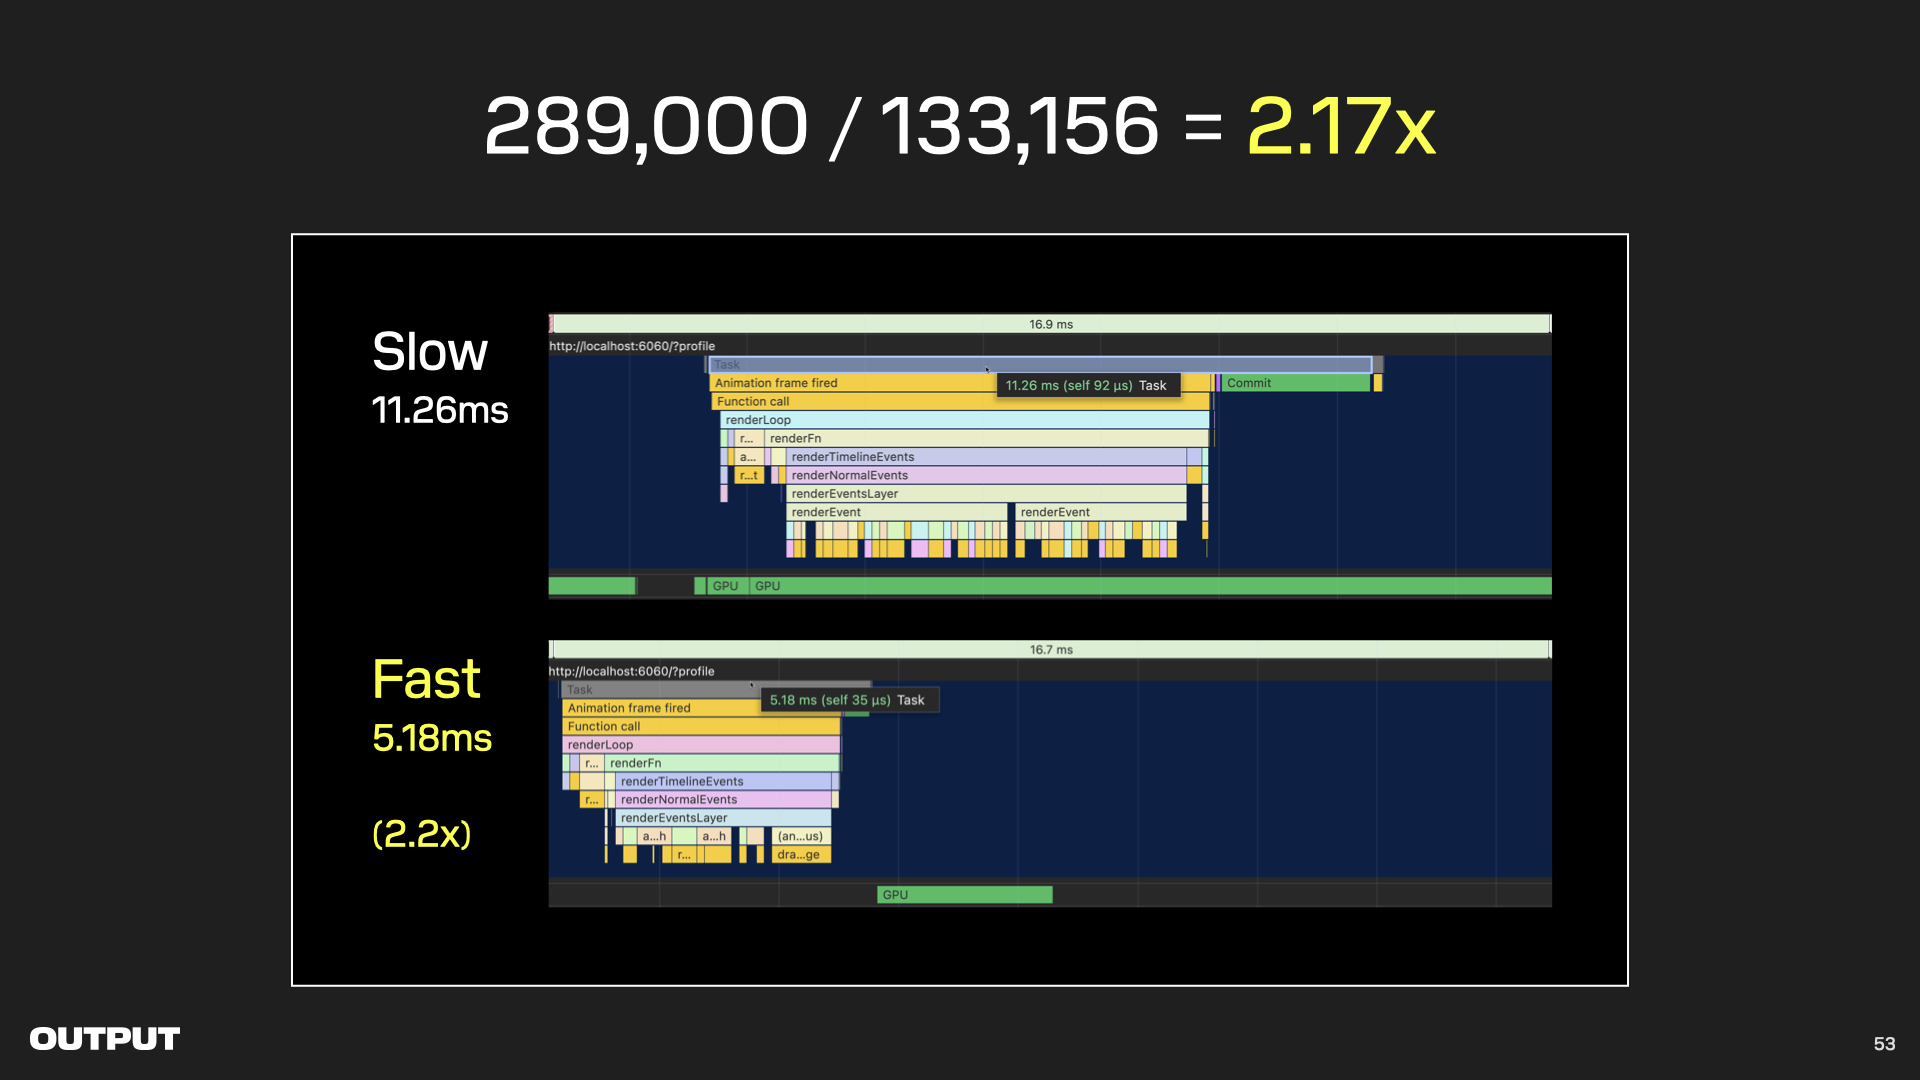 289,000 / 133,156 = 2.17x
Slow
11.26ms
16.9 ms
http://localhost:6060/?profile
Task
Animation frame fired
11.26 ms (self 92 μs) Task
Commit
Function call
renderLoop
r... renderFn
a... renderTimelineEvents
r...t renderNormalEvents
renderEventsLayer
renderEvent renderEvent
GPU GPU
Fast
5.18ms
(2.2x)
16.7 ms
http://localhost:6060/?profile
Task
5.18 ms (self 35 μs) Task
Animation frame fired
Function call
renderLoop
r... renderFn
renderTimelineEvents
r... renderNormalEvents
renderEventsLayer
a...h a...h (an...us)
r... dra...ge
GPU
OUTPUT
53